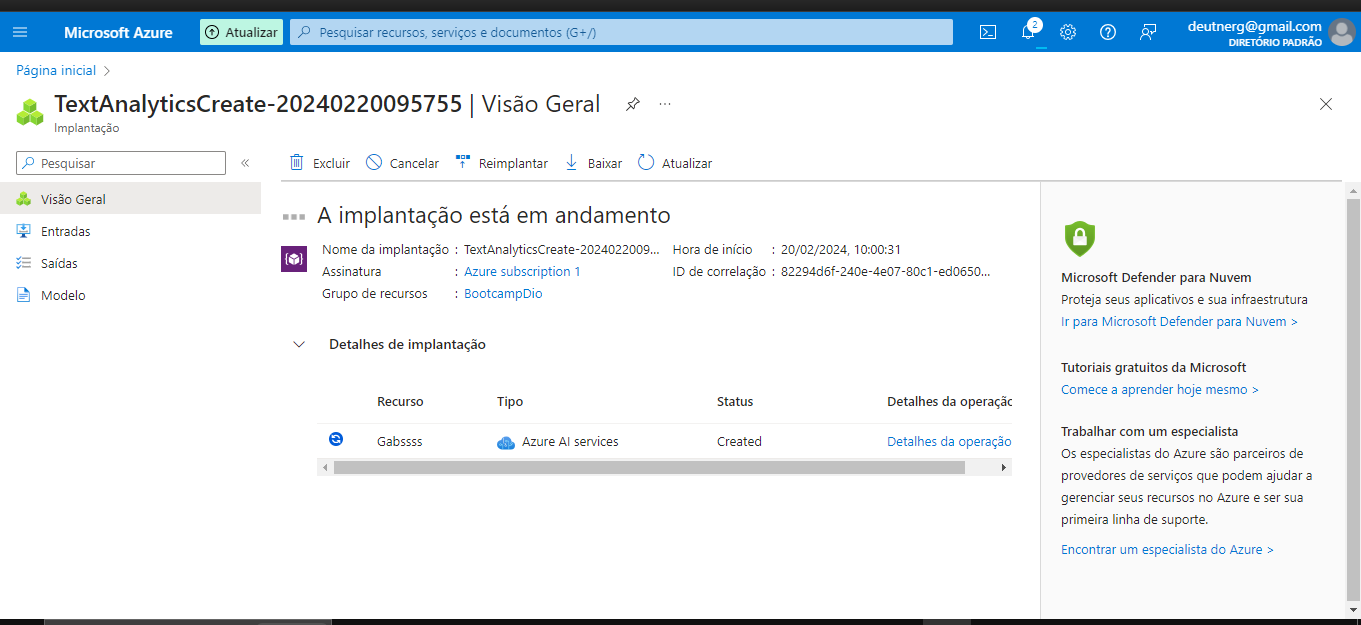 Microsoft Azure
Atualizar
Pesquisar recursos, serviços e documentos (G+/)
2
deutnerg@gmail.com
DIRETÓRIO PADRÃO
Página inicial >
TextAnalyticsCreate-20240220095755 | Visão Geral
Implantação
Pesquisar
Excluir Cancelar Reimplantar Baixar Atualizar
Visão Geral
Entradas
Saídas
Modelo
A implantação está em andamento
Nome da implantação : TextAnalyticsCreate-2024022009...
Assinatura : Azure subscription 1
Grupo de recursos : BootcampDio
Hora de início : 20/02/2024, 10:00:31
ID de correlação : 82294d6f-240e-4e07-80c1-ed0650...
Detalhes de implantação
Recurso Tipo Status Detalhes da operaçãc
Gabssss Azure AI services Created Detalhes da operação
Microsoft Defender para Nuvem
Proteja seus aplicativos e sua infraestrutura
Ir para Microsoft Defender para Nuvem >
Tutoriais gratuitos da Microsoft
Comece a aprender hoje mesmo >
Trabalhar com um especialista
Os especialistas do Azure são parceiros de
provedores de serviços que podem ajudar a
gerenciar seus recursos no Azure e ser sua
primeira linha de suporte.
Encontrar um especialista do Azure >